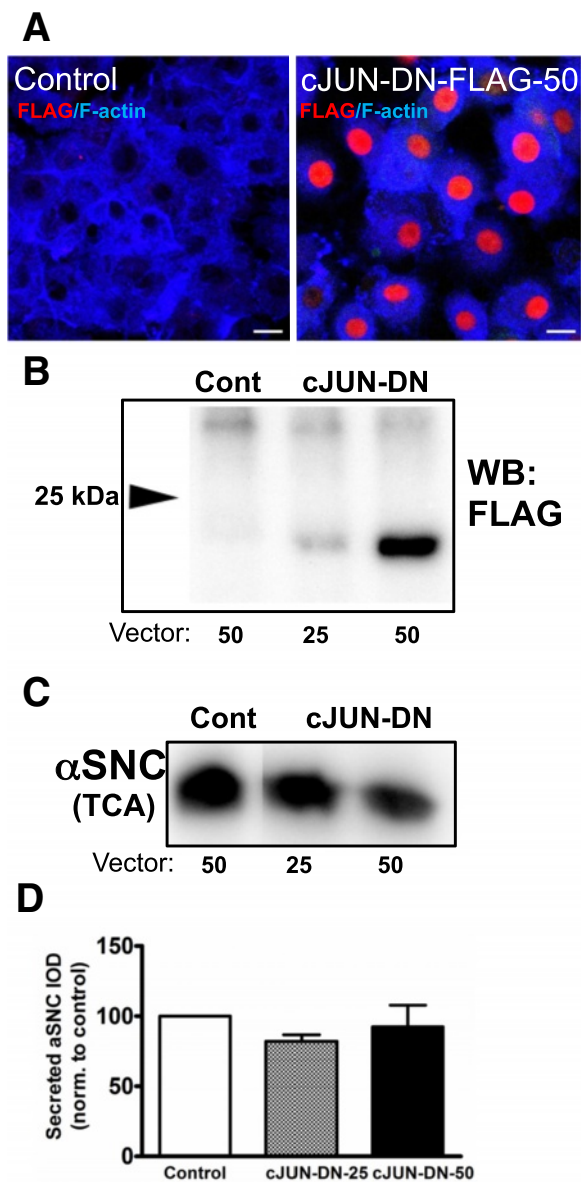 A
Control
FLAG/F-actin
cJUN-DN-FLAG-50
FLAG/F-actin
B
Cont cJUN-DN
25 kDa
WB:
FLAG
Vector: 50 25 50
C
Cont cJUN-DN
αSNC
(TCA)
Vector: 50 25 50
D
Secreted aSNC IOD
(norm. to control)
150
100
50
0
Control cJUN-DN-25 cJUN-DN-50